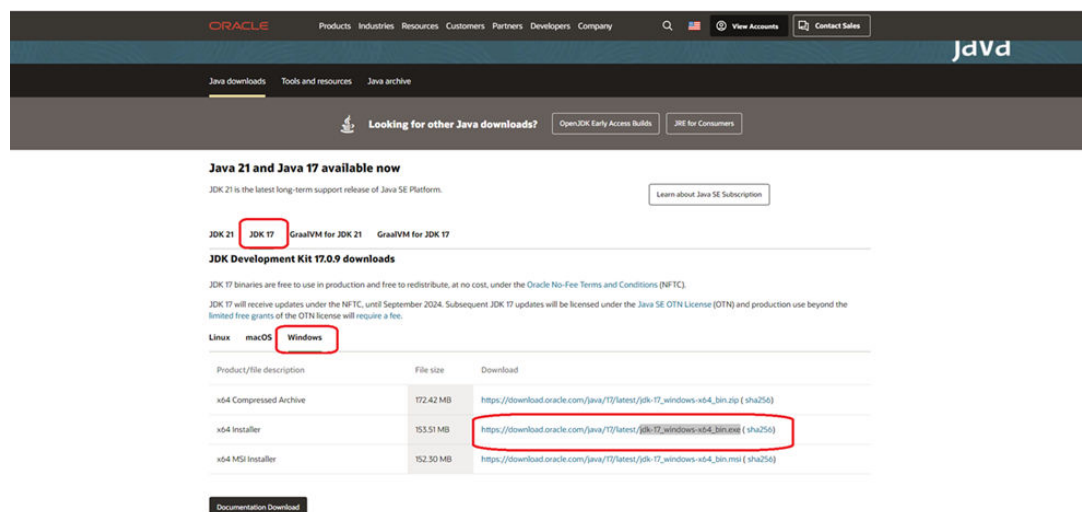 ORACLE Products Industries Resources Customers Partners Developers Company View Accounts Contact Sales
Java
Java downloads Tools and resources Java archive
Looking for other Java downloads? OpenJDK Early Access Builds JRE for Consumers
Java 21 and Java 17 available now
JDK 21 is the latest long-term support release of Java SE Platform.
Learn about Java SE Subscription
JDK 21 JDK 17 GraalVM for JDK 21 GraalVM for JDK 17
JDK Development Kit 17.0.9 downloads
JDK 17 binaries are free to use in production and free to redistribute, at no cost, under the Oracle No-Fee Terms and Conditions (NFTC).
JDK 17 will receive updates under the NFTC, until September 2024. Subsequent JDK 17 updates will be licensed under the Java SE OTN License (OTN) and production use beyond the
limited free grants of the OTN license will require a fee.
Linux macOS Windows
Product/file description File size Download
x64 Compressed Archive 172.42 MB https://download.oracle.com/java/17/latest/jdk-17_windows-x64_bin.zip ( sha256)
x64 Installer 153.51 MB https://download.oracle.com/java/17/latest/jdk-17_windows-x64_bin.exe ( sha256)
x64 MSI Installer 152.30 MB https://download.oracle.com/java/17/latest/jdk-17_windows-x64_bin.msi ( sha256)
Documentation Download